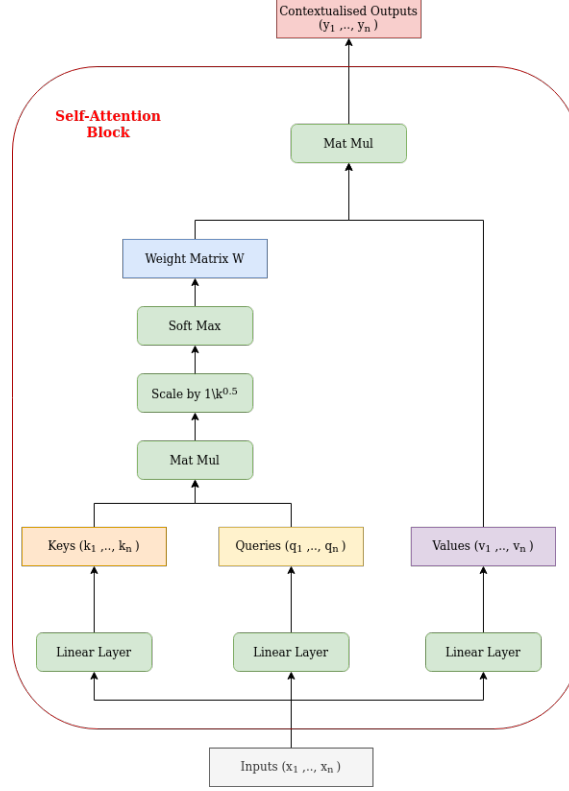 Contextualised Outputs
(y₁ ,.., yₙ )
Self-Attention
Block
Mat Mul
Weight Matrix W
Soft Max
Scale by 1\k⁰·⁵
Mat Mul
Keys (k₁ ,.., kₙ )
Queries (q₁ ,.., qₙ )
Values (v₁ ,.., vₙ )
Linear Layer
Linear Layer
Linear Layer
Inputs (x₁ ,.., xₙ )